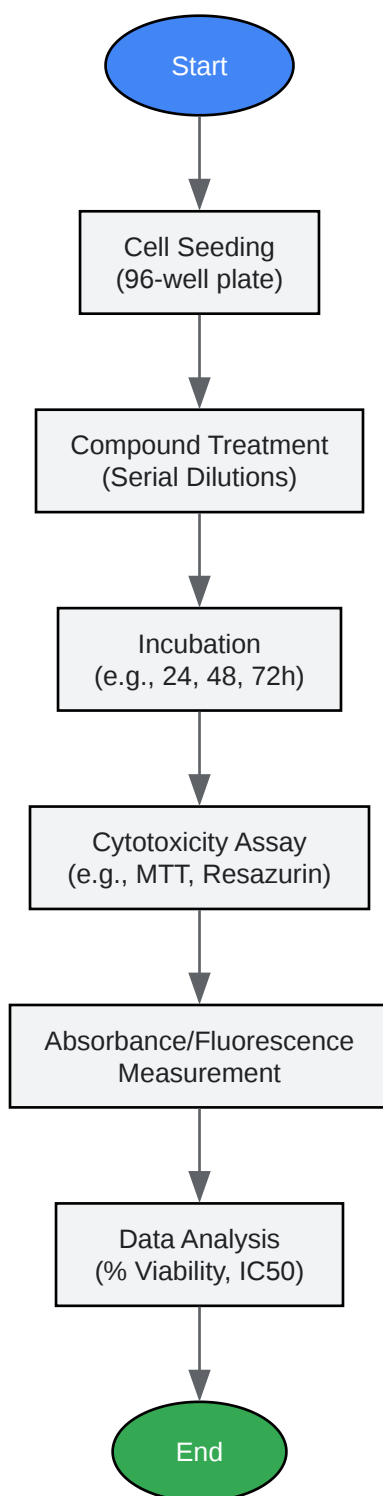 Start
Cell Seeding
(96-well plate)
Compound Treatment
(Serial Dilutions)
Incubation
(e.g., 24, 48, 72h)
Cytotoxicity Assay
(e.g., MTT, Resazurin)
Absorbance/Fluorescence
Measurement
Data Analysis
(% Viability, IC50)
End